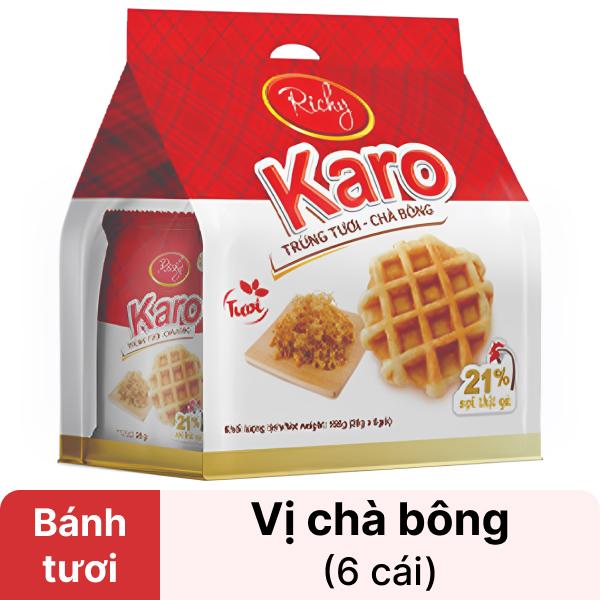 Richy
Karo
TRỨNG TƯƠI - CHÀ BÔNG
Tươi
21%
sợi thịt gà
Richy
Karo
21%
Bánh
tươi
Vị chà bông
(6 cái)